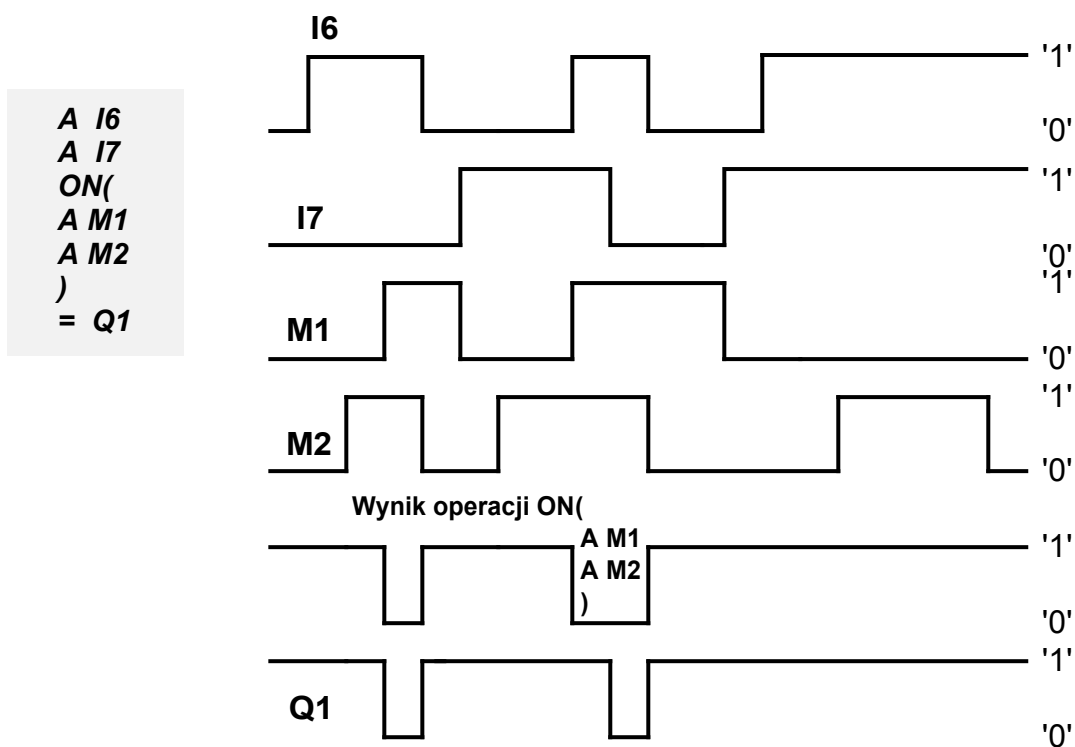 I6
'1'
'0'
A I6
A I7
ON(
A M1
A M2
)
= Q1
I7
'1'
'0'
M1
'1'
'0'
M2
'1'
'0'
Wynik operacji ON(
A M1
A M2
)
'1'
'0'
Q1
'1'
'0'